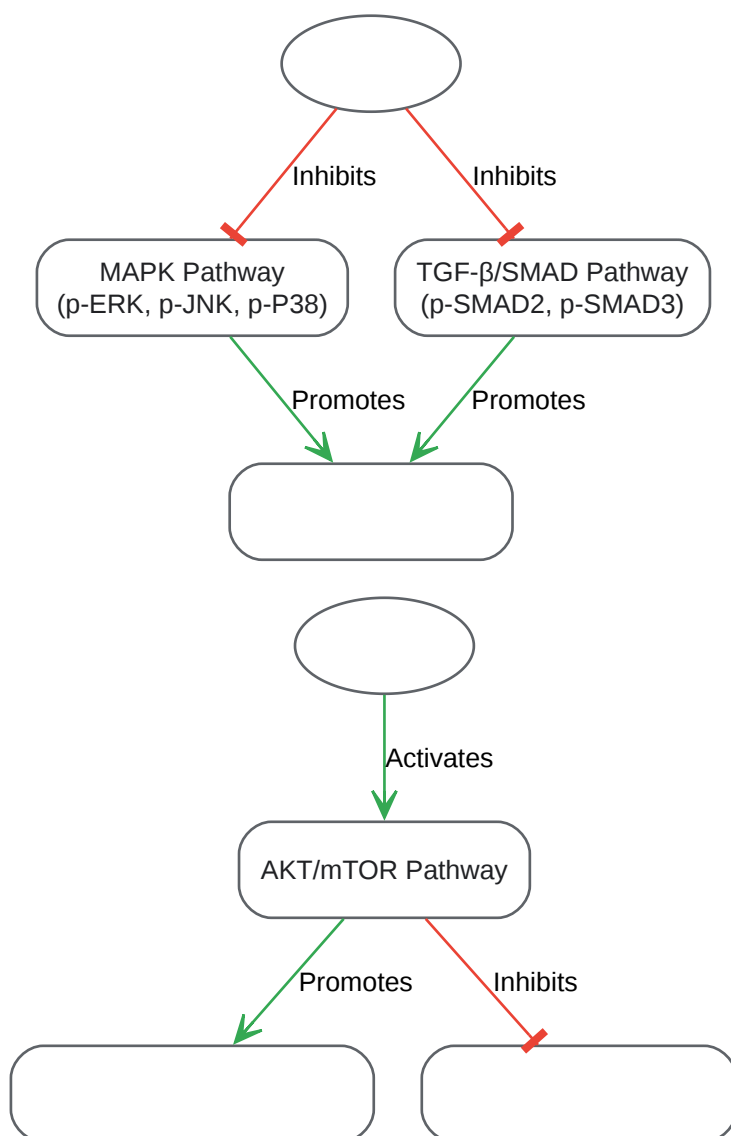 Inhibits
Inhibits
MAPK Pathway
(p-ERK, p-JNK, p-P38)
TGF-β/SMAD Pathway
(p-SMAD2, p-SMAD3)
Promotes
Promotes
Activates
AKT/mTOR Pathway
Promotes
Inhibits